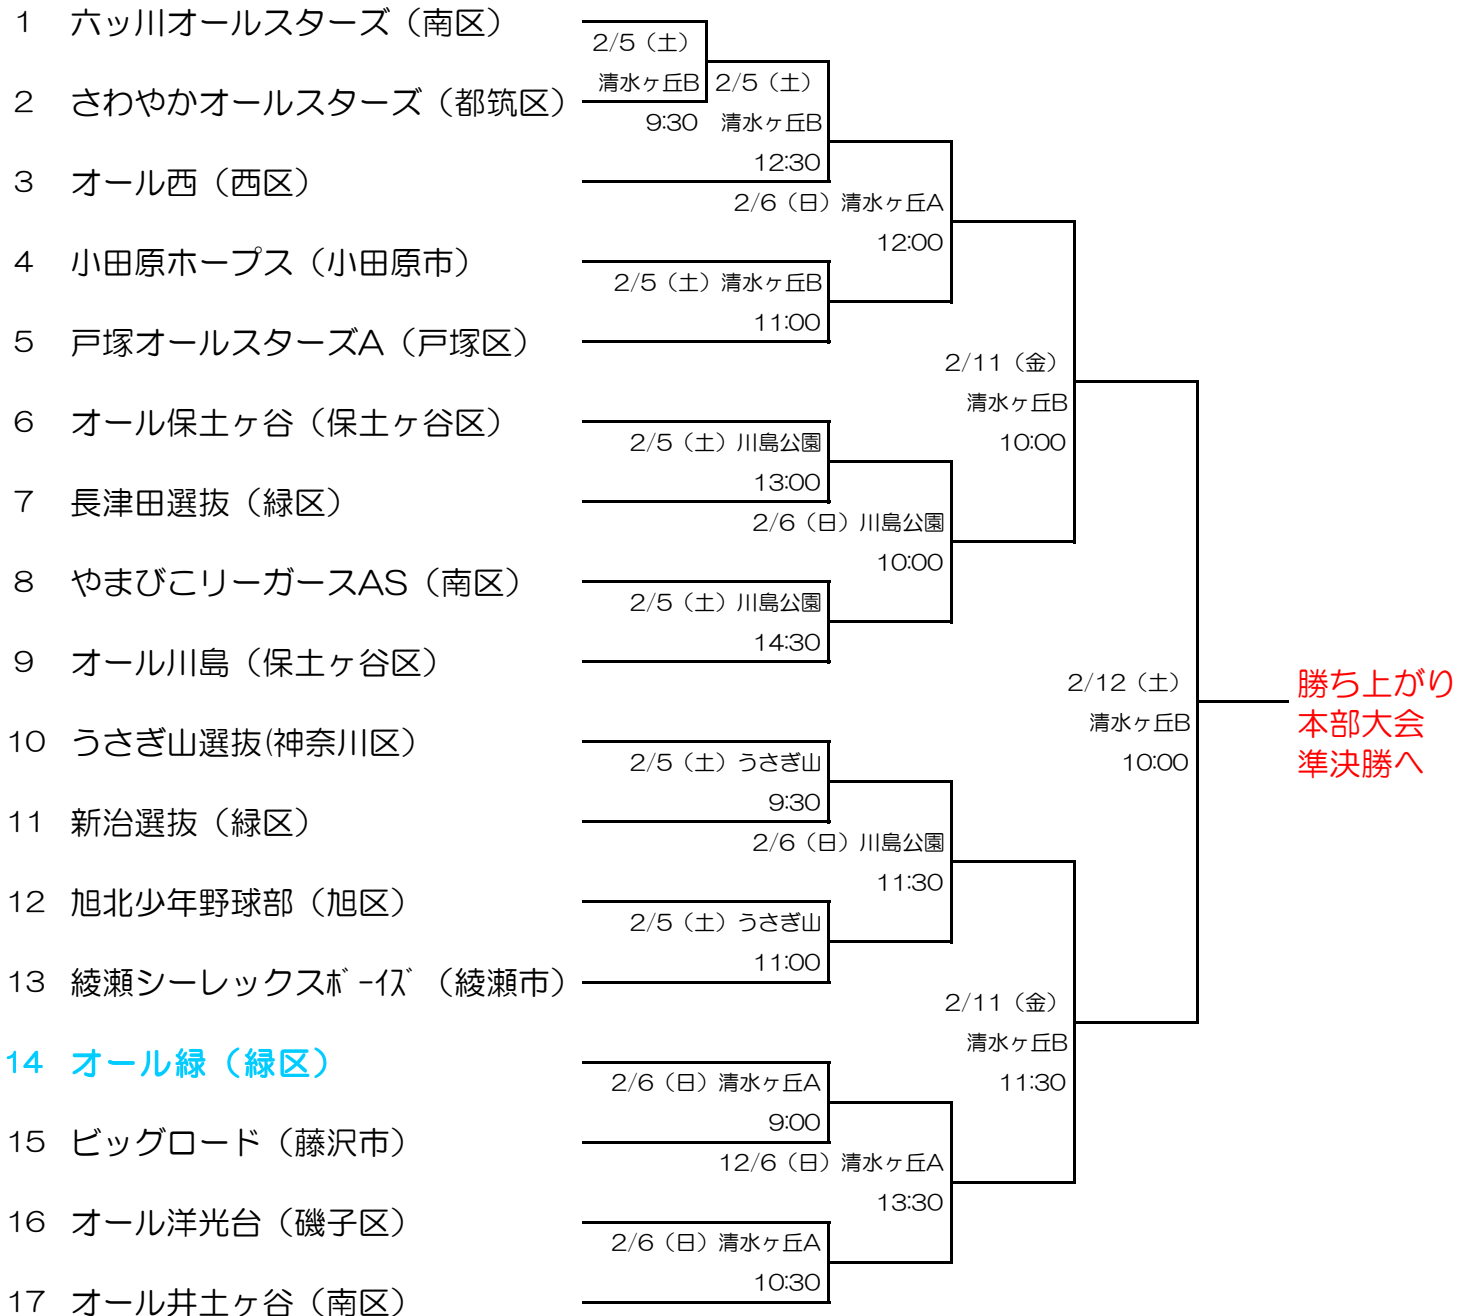 1 六ッ川オールスターズ（南区）
2/5（土）
清水ヶ丘B 2/5（土）
2 さわやかオールスターズ（都筑区）
9:30 清水ヶ丘B
12:30
3 オール西（西区）
2/6（日）清水ヶ丘A
12:00
4 小田原ホープス（小田原市）
2/5（土）清水ヶ丘B
11:00
5 戸塚オールスターズA（戸塚区）
2/11（金）
清水ヶ丘B
10:00
6 オール保土ヶ谷（保土ヶ谷区）
2/5（土）川島公園
13:00
7 長津田選抜（緑区）
2/6（日）川島公園
10:00
8 やまびこリーガースAS（南区）
2/5（土）川島公園
14:30
9 オール川島（保土ヶ谷区）
2/12（土）
清水ヶ丘B
10:00
勝ち上がり
本部大会
準決勝へ
10 うさぎ山選抜(神奈川区）
2/5（土）うさぎ山
9:30
11 新治選抜（緑区）
2/6（日）川島公園
11:30
12 旭北少年野球部（旭区）
2/5（土）うさぎ山
11:00
13 綾瀬シーレックスﾎﾞｰｲｽﾞ（綾瀬市）
2/11（金）
清水ヶ丘B
11:30
14 オール緑（緑区）
2/6（日）清水ヶ丘A
9:00
15 ビッグロード（藤沢市）
12/6（日）清水ヶ丘A
13:30
16 オール洋光台（磯子区）
2/6（日）清水ヶ丘A
10:30
17 オール井土ヶ谷（南区）